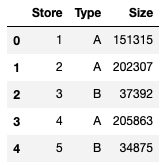 Store Type Size
0 1 A 151315
1 2 A 202307
2 3 B 37392
3 4 A 205863
4 5 B 34875